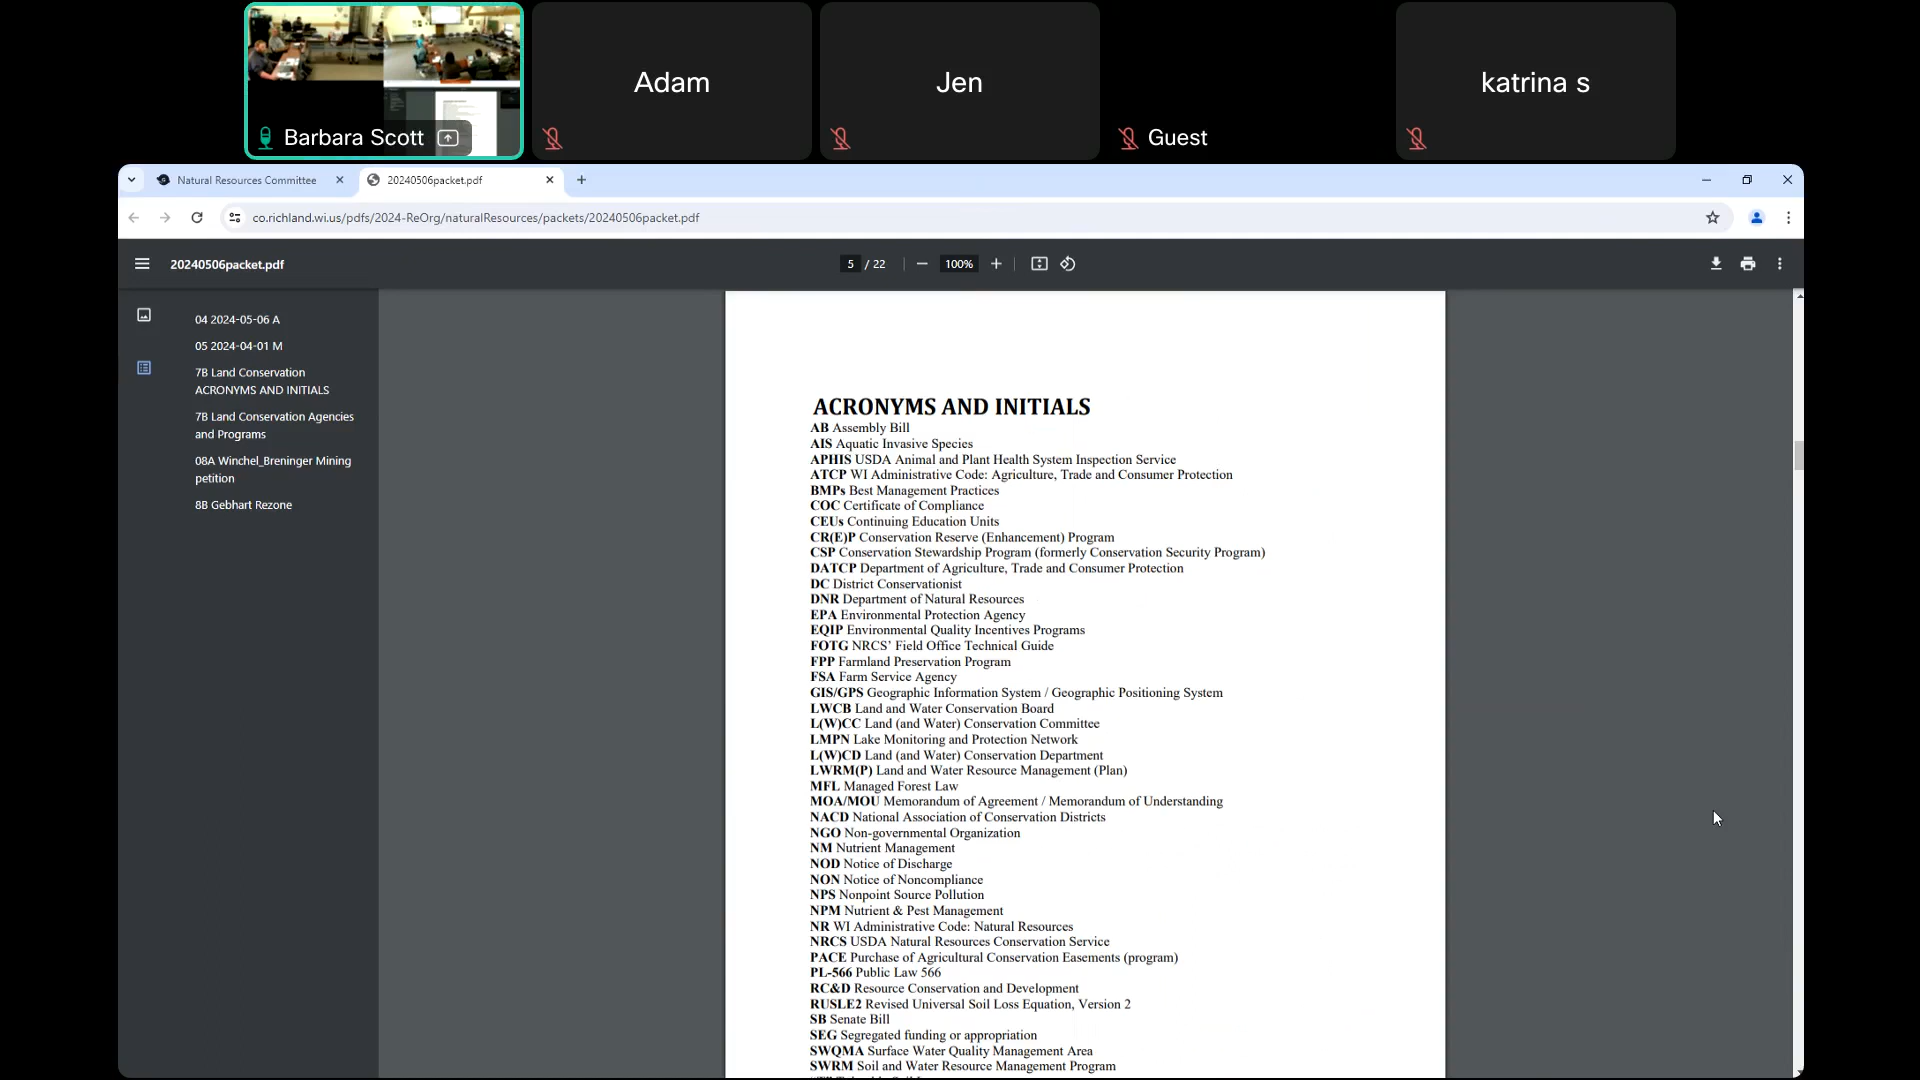 Adam
Jen
katrina s
Barbara Scott
Guest
Natural Resources Committee
20240506packet.pdf
co.richland.wi.us/pdfs/2024-ReOrg/naturalResources/packets/20240506packet.pdf
20240506packet.pdf
5 / 22
100%
04 2024-05-06 A
05 2024-04-01 M
7B Land Conservation
ACRONYMS AND INITIALS
7B Land Conservation Agencies
and Programs
08A Winchel_Breninger Mining
petition
8B Gebhart Rezone
ACRONYMS AND INITIALS
AB Assembly Bill
AIS Aquatic Invasive Species
APHIS USDA Animal and Plant Health System Inspection Service
ATCP WI Administrative Code: Agriculture, Trade and Consumer Protection
BMPs Best Management Practices
COC Certificate of Compliance
CEUs Continuing Education Units
CR(E)P Conservation Reserve (Enhancement) Program
CSP Conservation Stewardship Program (formerly Conservation Security Program)
DATCP Department of Agriculture, Trade and Consumer Protection
DC District Conservationist
DNR Department of Natural Resources
EPA Environmental Protection Agency
EQIP Environmental Quality Incentives Programs
FOTG NRCS’ Field Office Technical Guide
FPP Farmland Preservation Program
FSA Farm Service Agency
GIS/GPS Geographic Information System / Geographic Positioning System
LWCB Land and Water Conservation Board
L(W)CC Land (and Water) Conservation Committee
LMPN Lake Monitoring and Protection Network
L(W)CD Land (and Water) Conservation Department
LWRM(P) Land and Water Resource Management (Plan)
MFL Managed Forest Law
MOA/MOU Memorandum of Agreement / Memorandum of Understanding
NACD National Association of Conservation Districts
NGO Non-governmental Organization
NM Nutrient Management
NOD Notice of Discharge
NON Notice of Noncompliance
NPS Nonpoint Source Pollution
NPM Nutrient & Pest Management
NR WI Administrative Code: Natural Resources
NRCS USDA Natural Resources Conservation Service
PACE Purchase of Agricultural Conservation Easements (program)
PL-566 Public Law 566
RC&D Resource Conservation and Development
RUSLE2 Revised Universal Soil Loss Equation, Version 2
SB Senate Bill
SEG Segregated funding or appropriation
SWQMA Surface Water Quality Management Area
SWRM Soil and Water Resource Management Program